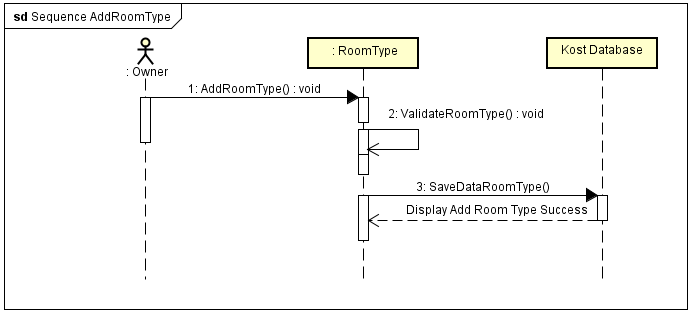 sd Sequence AddRoomType
: Owner
: RoomType
Kost Database
1: AddRoomType() : void
2: ValidateRoomType() : void
3: SaveDataRoomType()
Display Add Room Type Success